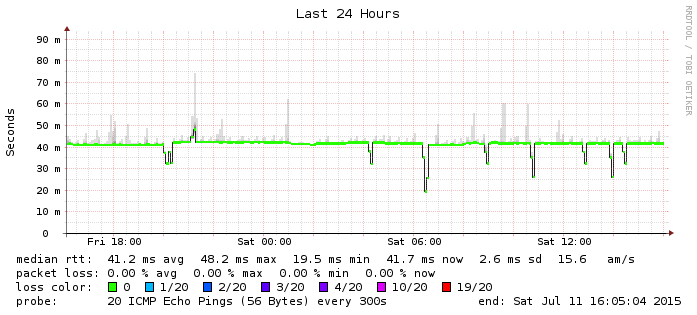 Last 24 Hours
RRDTOOL / TOBI OETIKER
Seconds
90 m
80 m
70 m
60 m
50 m
40 m
30 m
20 m
10 m
0
Fri 18:00 Sat 00:00 Sat 06:00 Sat 12:00
median rtt: 41.2 ms avg 48.2 ms max 19.5 ms min 41.7 ms now 2.6 ms sd 15.6 am/s
packet loss: 0.00 % avg 0.00 % max 0.00 % min 0.00 % now
loss color: 0 1/20 2/20 3/20 4/20 10/20 19/20
probe: 20 ICMP Echo Pings (56 Bytes) every 300s end: Sat Jul 11 16:05:04 2015